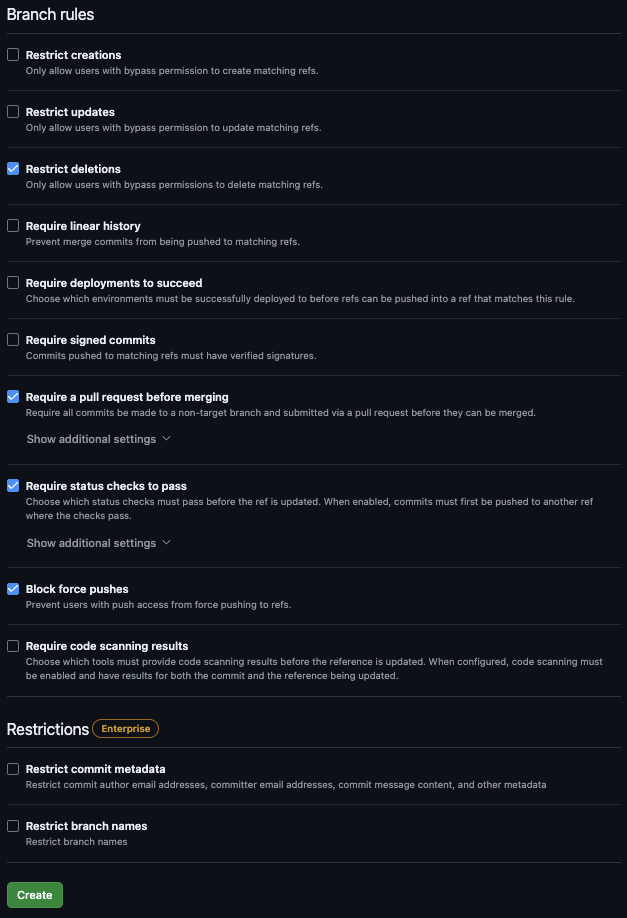 Branch rules
Restrict creations
Only allow users with bypass permission to create matching refs.
Restrict updates
Only allow users with bypass permission to update matching refs.
Restrict deletions
Only allow users with bypass permissions to delete matching refs.
Require linear history
Prevent merge commits from being pushed to matching refs.
Require deployments to succeed
Choose which environments must be successfully deployed to before refs can be pushed into a ref that matches this rule.
Require signed commits
Commits pushed to matching refs must have verified signatures.
Require a pull request before merging
Require all commits be made to a non-target branch and submitted via a pull request before they can be merged.
Show additional settings
Require status checks to pass
Choose which status checks must pass before the ref is updated. When enabled, commits must first be pushed to another ref
where the checks pass.
Show additional settings
Block force pushes
Prevent users with push access from force pushing to refs.
Require code scanning results
Choose which tools must provide code scanning results before the reference is updated. When configured, code scanning must
be enabled and have results for both the commit and the reference being updated.
Restrictions Enterprise
Restrict commit metadata
Restrict commit author email addresses, committer email addresses, commit message content, and other metadata
Restrict branch names
Restrict branch names
Create